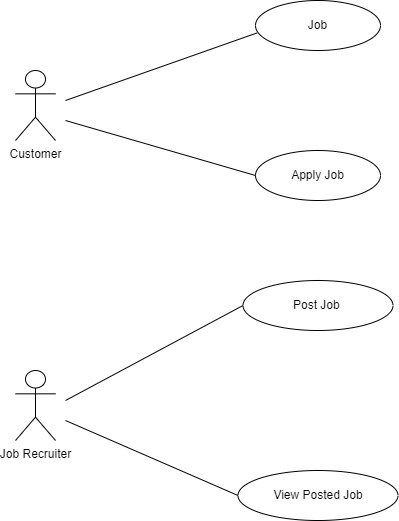 Job
Customer
Apply Job
Post Job
Job Recruiter
View Posted Job